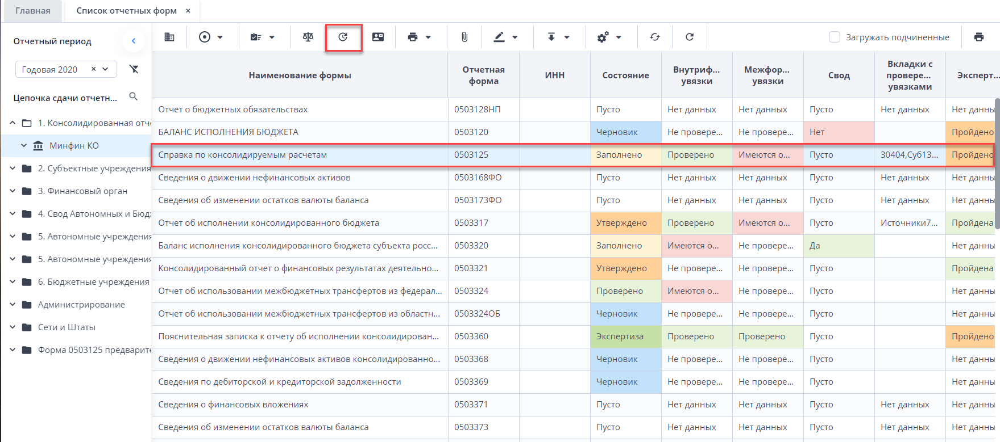 Главная
Список отчетных форм ×
Отчетный период
Годовая 2020 ×
Цепочка сдачи отчетн...
1. Консолидированная отче
Минфин КО
2. Субъектные учреждения
3. Финансовый орган
4. Свод Автономных и Бюд
5. Автономные учреждения
5. Автономные учреждения
6. Бюджетные учреждения
Администрирование
Сети и Штаты
Форма 0503125 предварите
Загружать подчиненные
Наименование формы
Отчетная форма
ИНН
Состояние
Внутриф... увязки
Межфор... увязки
Свод
Вкладки с провере... увязками
Эксперт...
Отчет о бюджетных обязательствах 0503128НП Пусто Нет данных Нет данных Пусто Нет данных Нет данны
БАЛАНС ИСПОЛНЕНИЯ БЮДЖЕТА 0503120 Черновик Не провере... Не провере... Нет Пройдено
Справка по консолидируемым расчетам 0503125 Заполнено Проверено Имеются о... Пусто 30404,Суб13... Пройдено
Сведения о движении нефинансовых активов 0503168ФО Пусто Нет данных Нет данных Пусто Нет данных Нет данны
Сведения об изменении остатков валюты баланса 0503173ФО Пусто Нет данных Нет данных Пусто Нет данных Нет данны
Отчет об исполнении консолидированного бюджета 0503317 Утверждено Проверено Имеются о... Пусто Источники7... Пройдена
Баланс исполнения консолидированного бюджета субъекта росс... 0503320 Заполнено Имеются о... Не провере... Да Нет данны
Консолидированный отчет о финансовых результатах деятельно... 0503321 Утверждено Не провере... Не провере... Пусто Пройдена
Отчет об использовании межбюджетных трансфертов из федерал... 0503324 Проверено Имеются о... Не провере... Пусто Нет данны
Отчет об использовании межбюджетных трансфертов из областн... 0503324ОБ Черновик Не провере... Не провере... Пусто Нет данны
Пояснительная записка к отчету об исполнении консолидирован... 0503360 Экспертиза Проверено Проверено Пусто Пройдено
Сведения о движении нефинансовых активов консолидированно... 0503368 Черновик Не провере... Не провере... Пусто Нет данны
Сведения по дебиторской и кредиторской задолженности 0503369 Черновик Не провере... Не провере... Пусто Нет данны
Сведения о финансовых вложениях 0503371 Пусто Нет данных Нет данных Пусто Нет данных Нет данны
Сведения об изменении остатков валюты баланса 0503373 Пусто Нет данных Нет данных Пусто Нет данных Нет данны